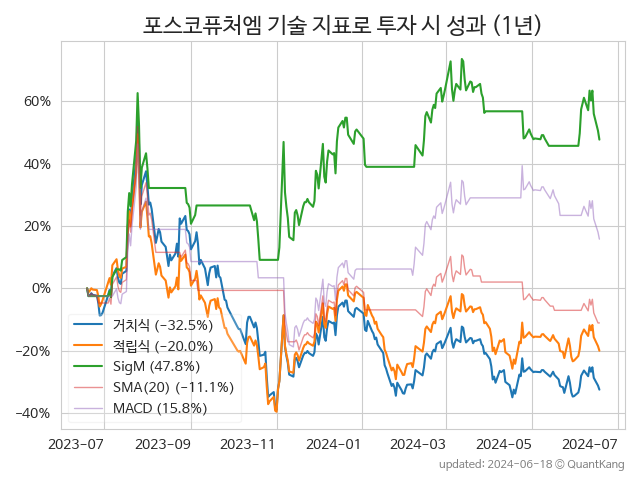 포스코퓨처엠 기술 지표로 투자 시 성과 (1년)
60%
40%
20%
0%
−20%
−40%
거치식 (−32.5%)
적립식 (−20.0%)
SigM (47.8%)
SMA(20) (−11.1%)
MACD (15.8%)
2023−07 2023−09 2023−11 2024−01 2024−03 2024−05 2024−07
updated: 2024-06-18 © QuantKang